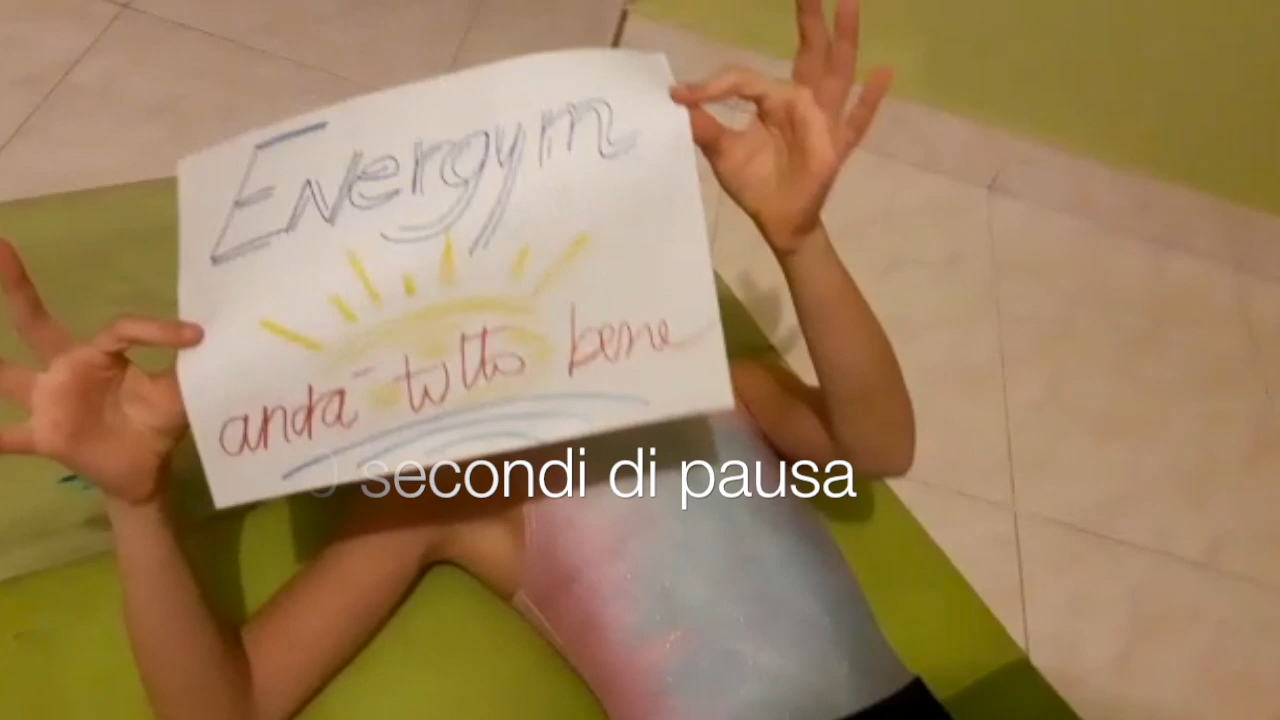 Energym
andrà tutto bene
secondi di pausa